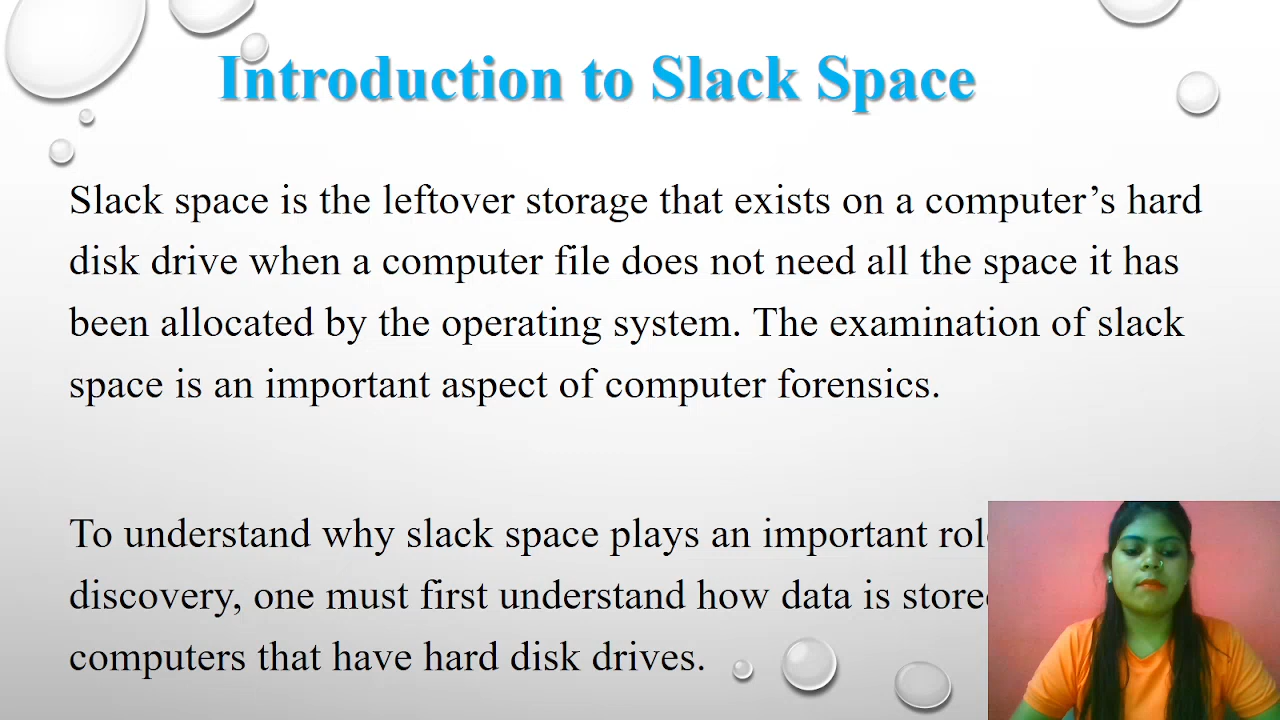 Introduction to Slack Space
Slack space is the leftover storage that exists on a computer’s hard
disk drive when a computer file does not need all the space it has
been allocated by the operating system. The examination of slack
space is an important aspect of computer forensics.
To understand why slack space plays an important
discovery, one must first understand how data is
computers that have hard disk drives.